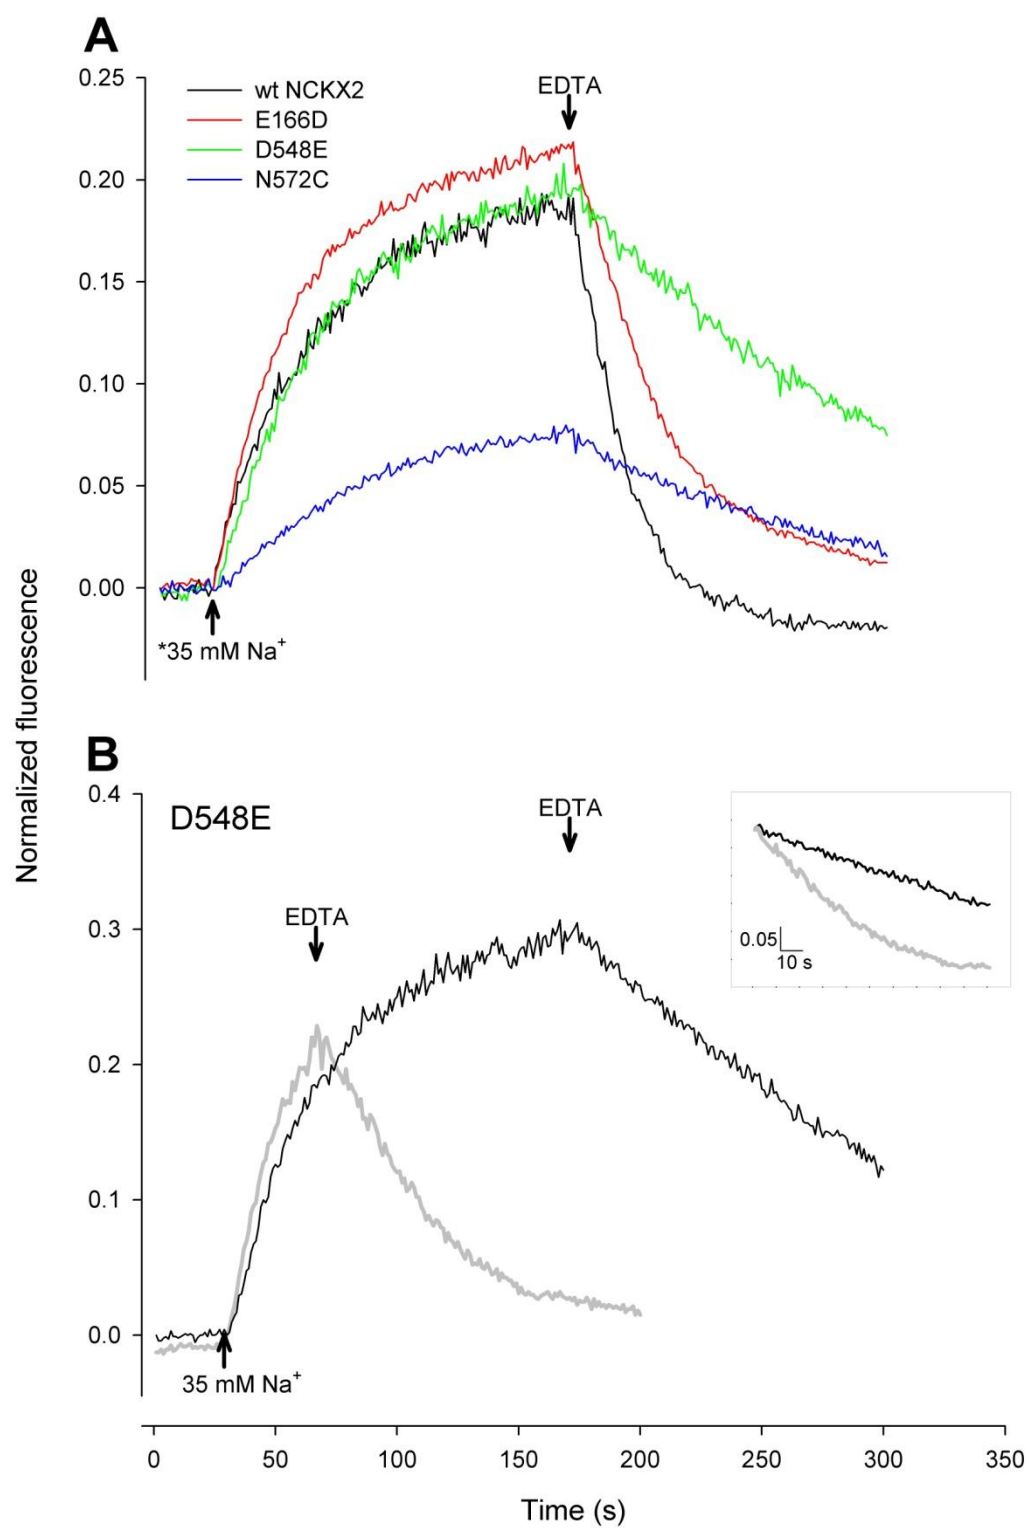 A
0.25
0.20
0.15
0.10
0.05
0.00
wt NCKX2
E166D
D548E
N572C
EDTA
*35 mM Na⁺
Normalized fluorescence
B
0.4
0.3
0.2
0.1
0.0
D548E
EDTA
EDTA
0.05
10 s
35 mM Na⁺
0 50 100 150 200 250 300 350
Time (s)